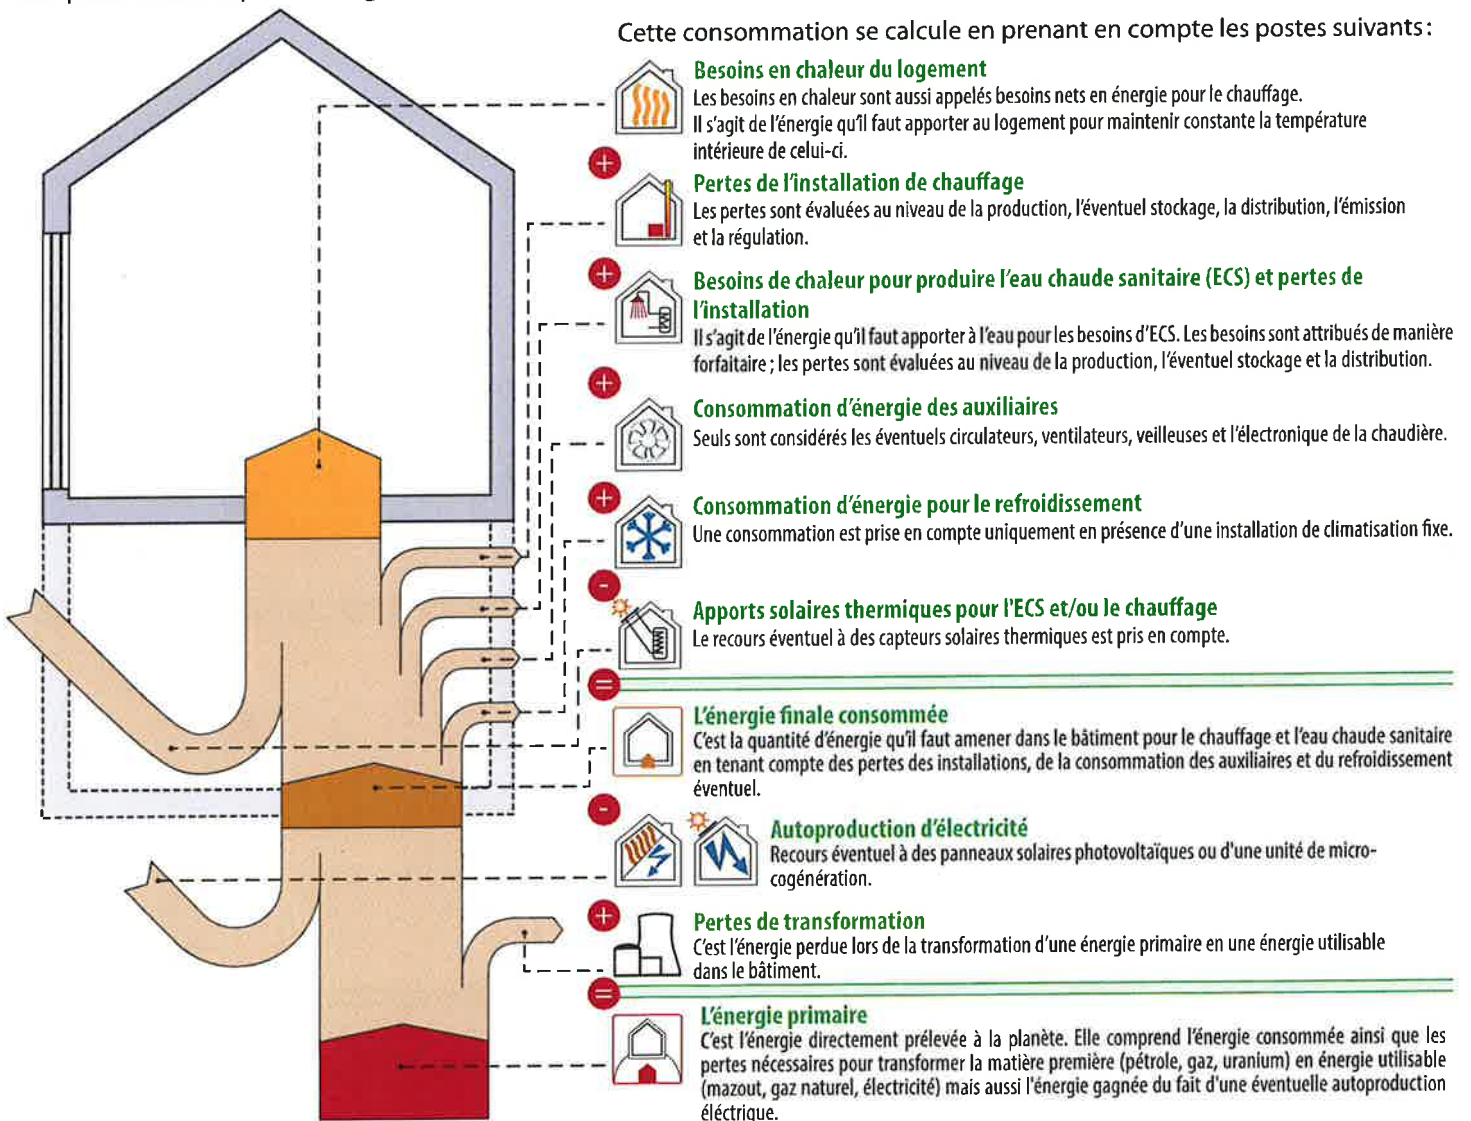 Cette consommation se calcule en prenant en compte les postes suivants :
Besoins en chaleur du logement
Les besoins en chaleur sont aussi appelés besoins nets en énergie pour le chauffage.
Il s'agit de l'énergie qu'il faut apporter au logement pour maintenir constante la température
intérieure de celui-ci.
+
Pertes de l'installation de chauffage
Les pertes sont évaluées au niveau de la production, l'éventuel stockage, la distribution, l'émission
et la régulation.
+
Besoins de chaleur pour produire l'eau chaude sanitaire (ECS) et pertes de
l'installation
Il s'agit de l'énergie qu'il faut apporter à l'eau pour les besoins d'ECS. Les besoins sont attribués de manière
forfaitaire ; les pertes sont évaluées au niveau de la production, l'éventuel stockage et la distribution.
+
Consommation d'énergie des auxiliaires
Seuls sont considérés les éventuels circulateurs, ventilateurs, veilleuses et l'électronique de la chaudière.
+
Consommation d'énergie pour le refroidissement
Une consommation est prise en compte uniquement en présence d'une installation de climatisation fixe.
-
Apports solaires thermiques pour l'ECS et/ou le chauffage
Le recours éventuel à des capteurs solaires thermiques est pris en compte.
=
L'énergie finale consommée
C'est la quantité d'énergie qu'il faut amener dans le bâtiment pour le chauffage et l'eau chaude sanitaire
en tenant compte des pertes des installations, de la consommation des auxiliaires et du refroidissement
éventuel.
-
Autoproduction d'électricité
Recours éventuel à des panneaux solaires photovoltaïques ou d'une unité de micro-
cogénération.
+
Pertes de transformation
C'est l'énergie perdue lors de la transformation d'une énergie primaire en une énergie utilisable
dans le bâtiment.
=
L'énergie primaire
C'est l'énergie directement prélevée à la planète. Elle comprend l'énergie consommée ainsi que les
pertes nécessaires pour transformer la matière première (pétrole, gaz, uranium) en énergie utilisable
(mazout, gaz naturel, électricité) mais aussi l'énergie gagnée du fait d'une éventuelle autoproduction
éléctrique.